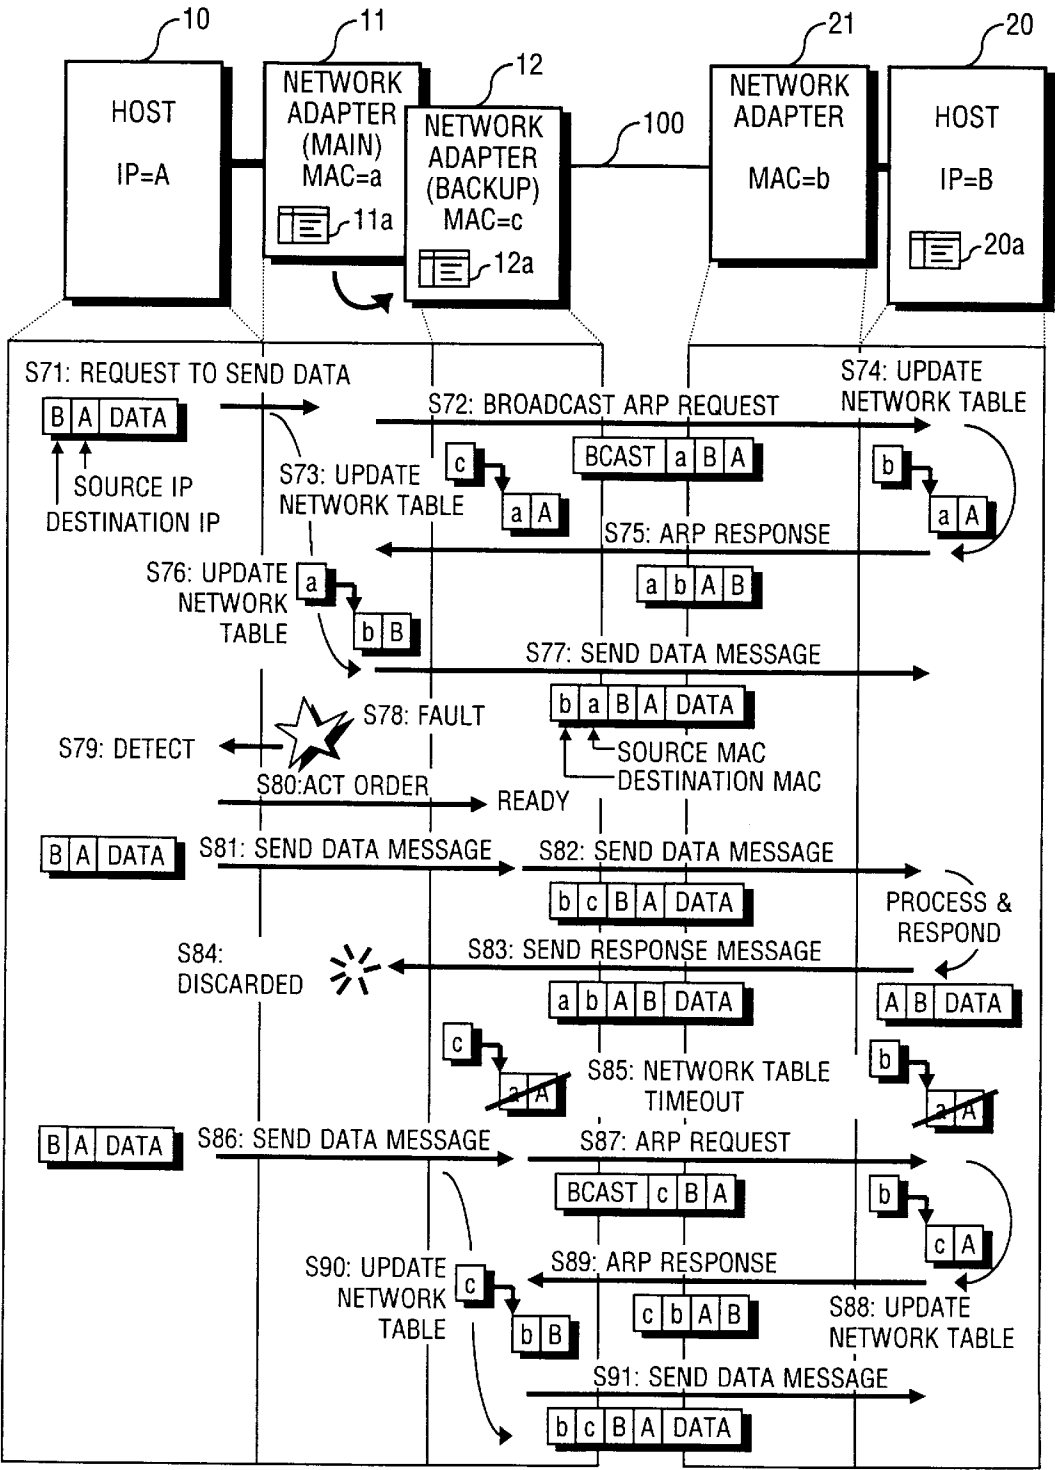 10
11
12
21
20
100
HOST
IP=A
NETWORK
ADAPTER
(MAIN)
MAC=a
11a
NETWORK
ADAPTER
(BACKUP)
MAC=c
12a
NETWORK
ADAPTER
MAC=b
HOST
IP=B
20a
S71: REQUEST TO SEND DATA
B A DATA
SOURCE IP
DESTINATION IP
S72: BROADCAST ARP REQUEST
BCAST a B A
S73: UPDATE
NETWORK TABLE
c
a A
S74: UPDATE
NETWORK TABLE
b
a A
S75: ARP RESPONSE
a b A B
S76: UPDATE
NETWORK
TABLE
a
b B
S77: SEND DATA MESSAGE
b a B A DATA
SOURCE MAC
DESTINATION MAC
S78: FAULT
S79: DETECT
S80:ACT ORDER
READY
B A DATA
S81: SEND DATA MESSAGE
S82: SEND DATA MESSAGE
b c B A DATA
PROCESS &
RESPOND
S83: SEND RESPONSE MESSAGE
a b A B DATA
A B DATA
S84:
DISCARDED
c
a A
S85: NETWORK TABLE
TIMEOUT
b
a A
B A DATA
S86: SEND DATA MESSAGE
S87: ARP REQUEST
BCAST c B A
b
c A
S88: UPDATE
NETWORK TABLE
S89: ARP RESPONSE
c b A B
S90: UPDATE
NETWORK
TABLE
c
b B
S91: SEND DATA MESSAGE
b c B A DATA